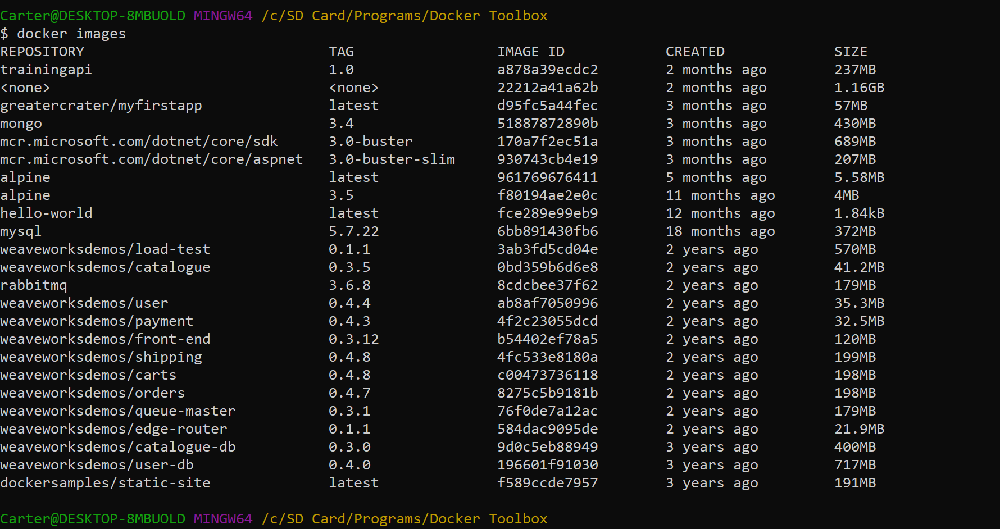 Carter@DESKTOP-8MBUOLD MINGW64 /c/SD Card/Programs/Docker Toolbox
$ docker images
REPOSITORY TAG IMAGE ID CREATED SIZE
trainingapi 1.0 a878a39ecdc2 2 months ago 237MB
<none> <none> 22212a41a62b 2 months ago 1.16GB
greatercrater/myfirstapp latest d95fc5a44fec 3 months ago 57MB
mongo 3.4 51887872890b 3 months ago 430MB
mcr.microsoft.com/dotnet/core/sdk 3.0-buster 170a7f2ec51a 3 months ago 689MB
mcr.microsoft.com/dotnet/core/aspnet 3.0-buster-slim 930743cb4e19 3 months ago 207MB
alpine latest 961769676411 5 months ago 5.58MB
alpine 3.5 f80194ae2e0c 11 months ago 4MB
hello-world latest fce289e99eb9 12 months ago 1.84kB
mysql 5.7.22 6bb891430fb6 18 months ago 372MB
weaveworksdemos/load-test 0.1.1 3ab3fd5cd04e 2 years ago 570MB
weaveworksdemos/catalogue 0.3.5 0bd359b6d6e8 2 years ago 41.2MB
rabbitmq 3.6.8 8cdcbee37f62 2 years ago 179MB
weaveworksdemos/user 0.4.4 ab8af7050996 2 years ago 35.3MB
weaveworksdemos/payment 0.4.3 4f2c23055dcd 2 years ago 32.5MB
weaveworksdemos/front-end 0.3.12 b54402ef78a5 2 years ago 120MB
weaveworksdemos/shipping 0.4.8 4fc533e8180a 2 years ago 199MB
weaveworksdemos/carts 0.4.8 c00473736118 2 years ago 198MB
weaveworksdemos/orders 0.4.7 8275c5b9181b 2 years ago 198MB
weaveworksdemos/queue-master 0.3.1 76f0de7a12ac 2 years ago 179MB
weaveworksdemos/edge-router 0.1.1 584dac9095de 2 years ago 21.9MB
weaveworksdemos/catalogue-db 0.3.0 9d0c5eb88949 3 years ago 400MB
weaveworksdemos/user-db 0.4.0 196601f91030 3 years ago 717MB
dockersamples/static-site latest f589ccde7957 3 years ago 191MB
Carter@DESKTOP-8MBUOLD MINGW64 /c/SD Card/Programs/Docker Toolbox